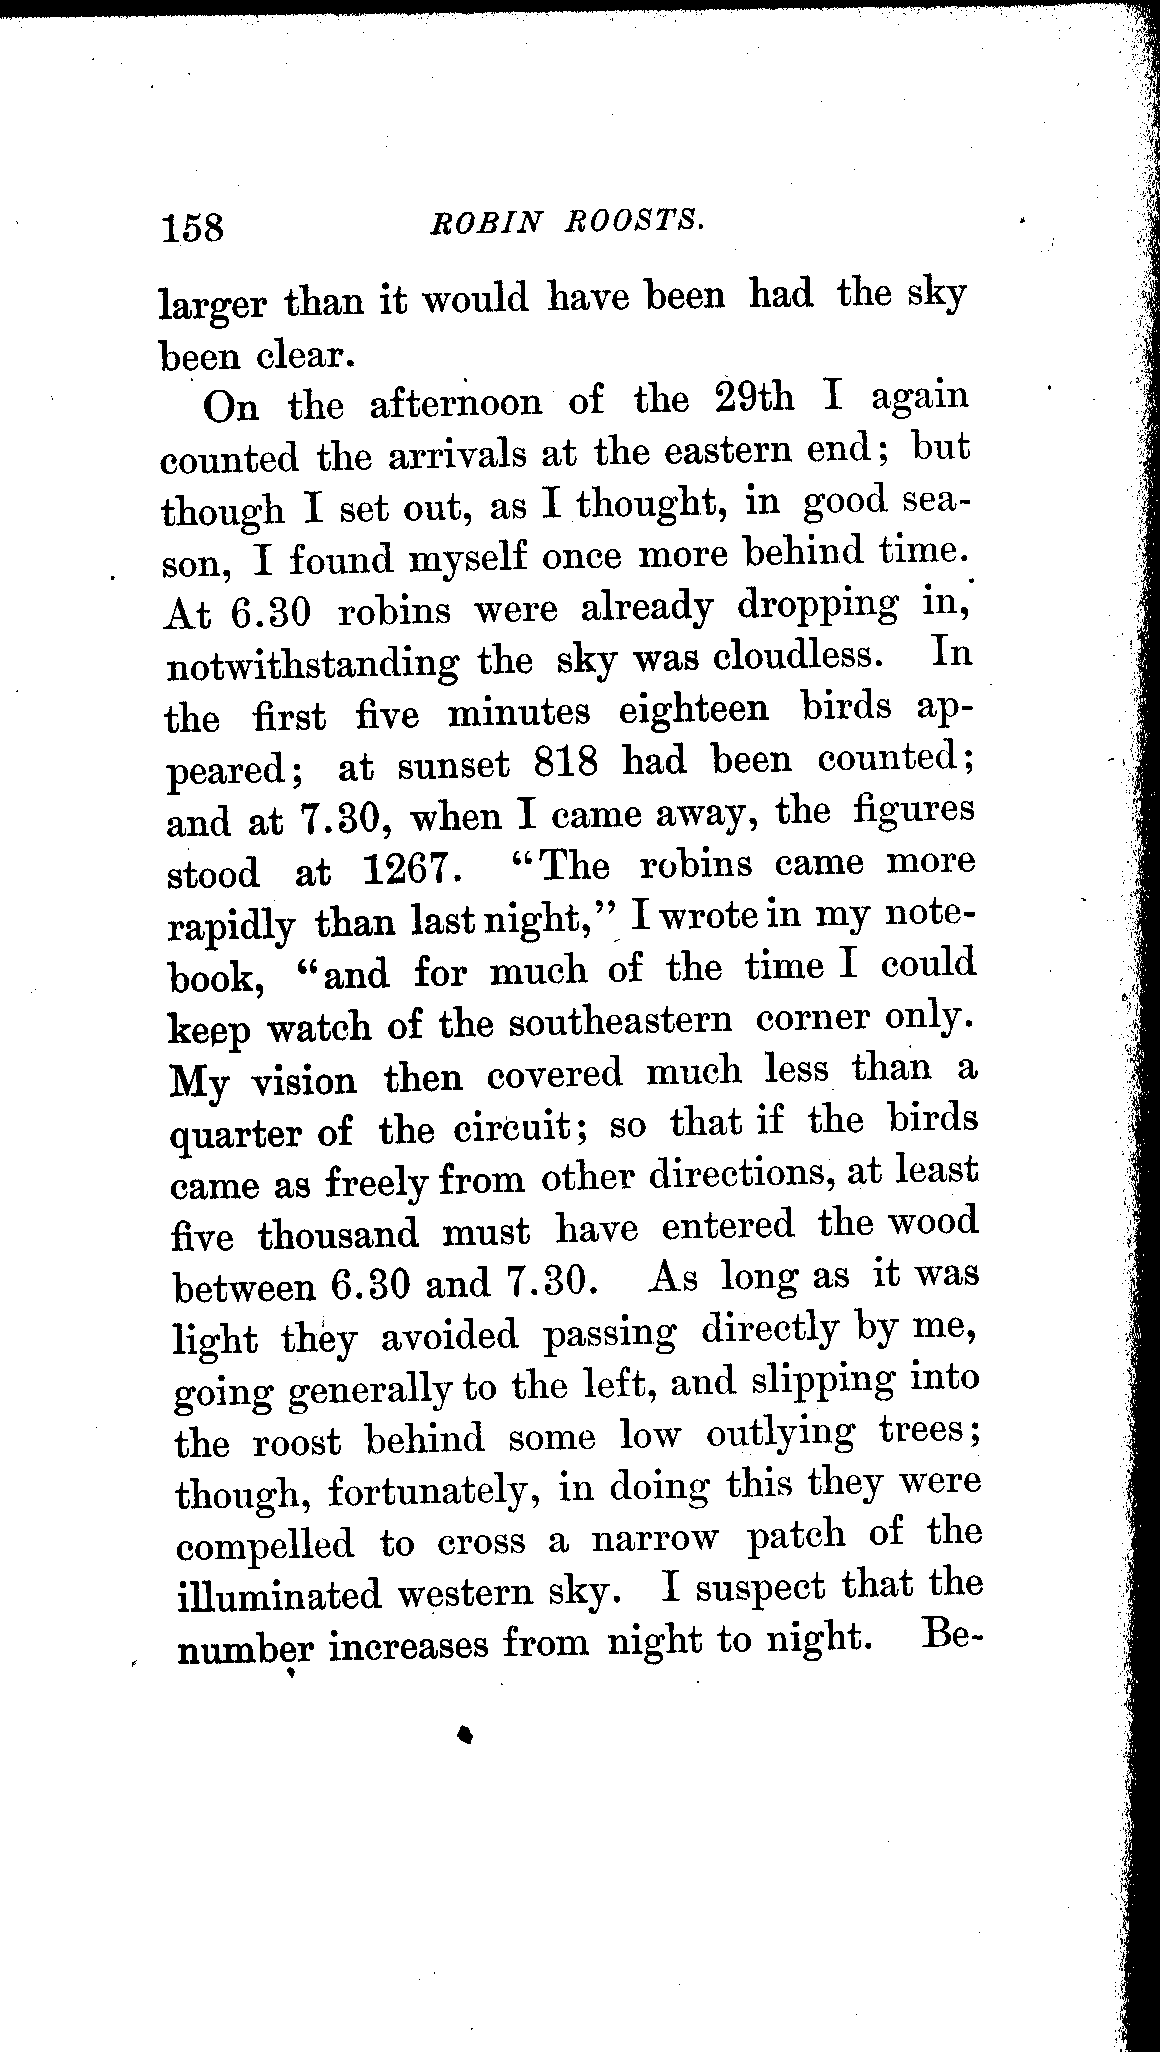 158 ROBIN ROOSTS.
larger than it would have been had the sky
been clear.
On the afternoon of the 29th I again
counted the arrivals at the eastern end; but
though I set out, as I thought, in good sea-
son, I found myself once more behind time.
At 6.30 robins were already dropping in,
notwithstanding the sky was cloudless. In
the first five minutes eighteen birds ap-
peared; at sunset 818 had been counted;
and at 7.30, when I came away, the figures
stood at 1267. “The robins came more
rapidly than last night,” I wrote in my note-
book, “and for much of the time I could
keep watch of the southeastern corner only.
My vision then covered much less than a
quarter of the circuit; so that if the birds
came as freely from other directions, at least
five thousand must have entered the wood
between 6.30 and 7.30. As long as it was
light they avoided passing directly by me,
going generally to the left, and slipping into
the roost behind some low outlying trees;
though, fortunately, in doing this they were
compelled to cross a narrow patch of the
illuminated western sky. I suspect that the
number increases from night to night. Be-